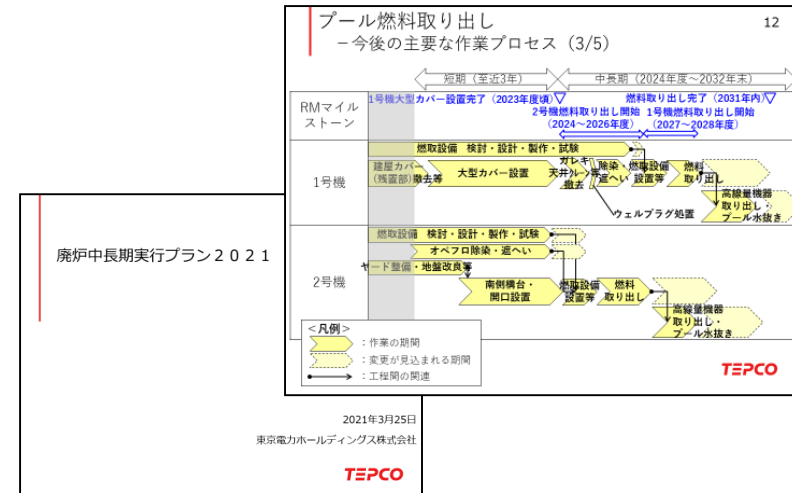 プール燃料取り出し
12
－今後の主要な作業プロセス（3/5）
短期（至近3年）
中長期（2024年度～2032年末）
RMマイルストーン
1号機大型カバー設置完了（2023年度頃）
燃料取り出し完了（2031年内）
2号機燃料取り出し開始
（2024～2026年度）
1号機燃料取り出し開始
（2027～2028年度）
1号機
燃取設備　検討・設計・製作・試験
建屋カバー
(残置部)撤去等
大型カバー設置
ガレキ
天井クレーン等
撤去
除染・
遮へい
燃取設備
設置等
燃料
取り出し
ウェルプラグ処置
高線量機器
取り出し・
プール水抜き
2号機
燃取設備　検討・設計・製作・試験
オペフロ除染・遮へい
ヤード整備・地盤改良等
南側構台・
開口設置
燃取設備
設置等
燃料
取り出し
高線量機器
取り出し・
プール水抜き
＜凡例＞
：作業の期間
：変更が見込まれる期間
：工程間の関連
TEPCO
廃炉中長期実行プラン２０２１
2021年3月25日
東京電力ホールディングス株式会社
TEPCO